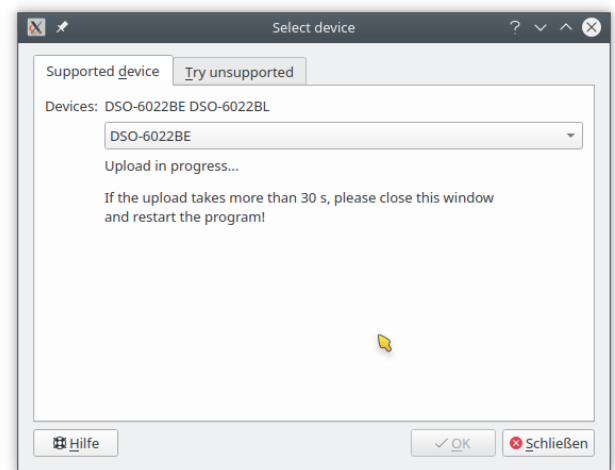 Select device
Supported device
Try unsupported
Devices: DSO-6022BE DSO-6022BL
DSO-6022BE
Upload in progress...
If the upload takes more than 30 s, please close this window
and restart the program!
Hilfe
OK
Schließen